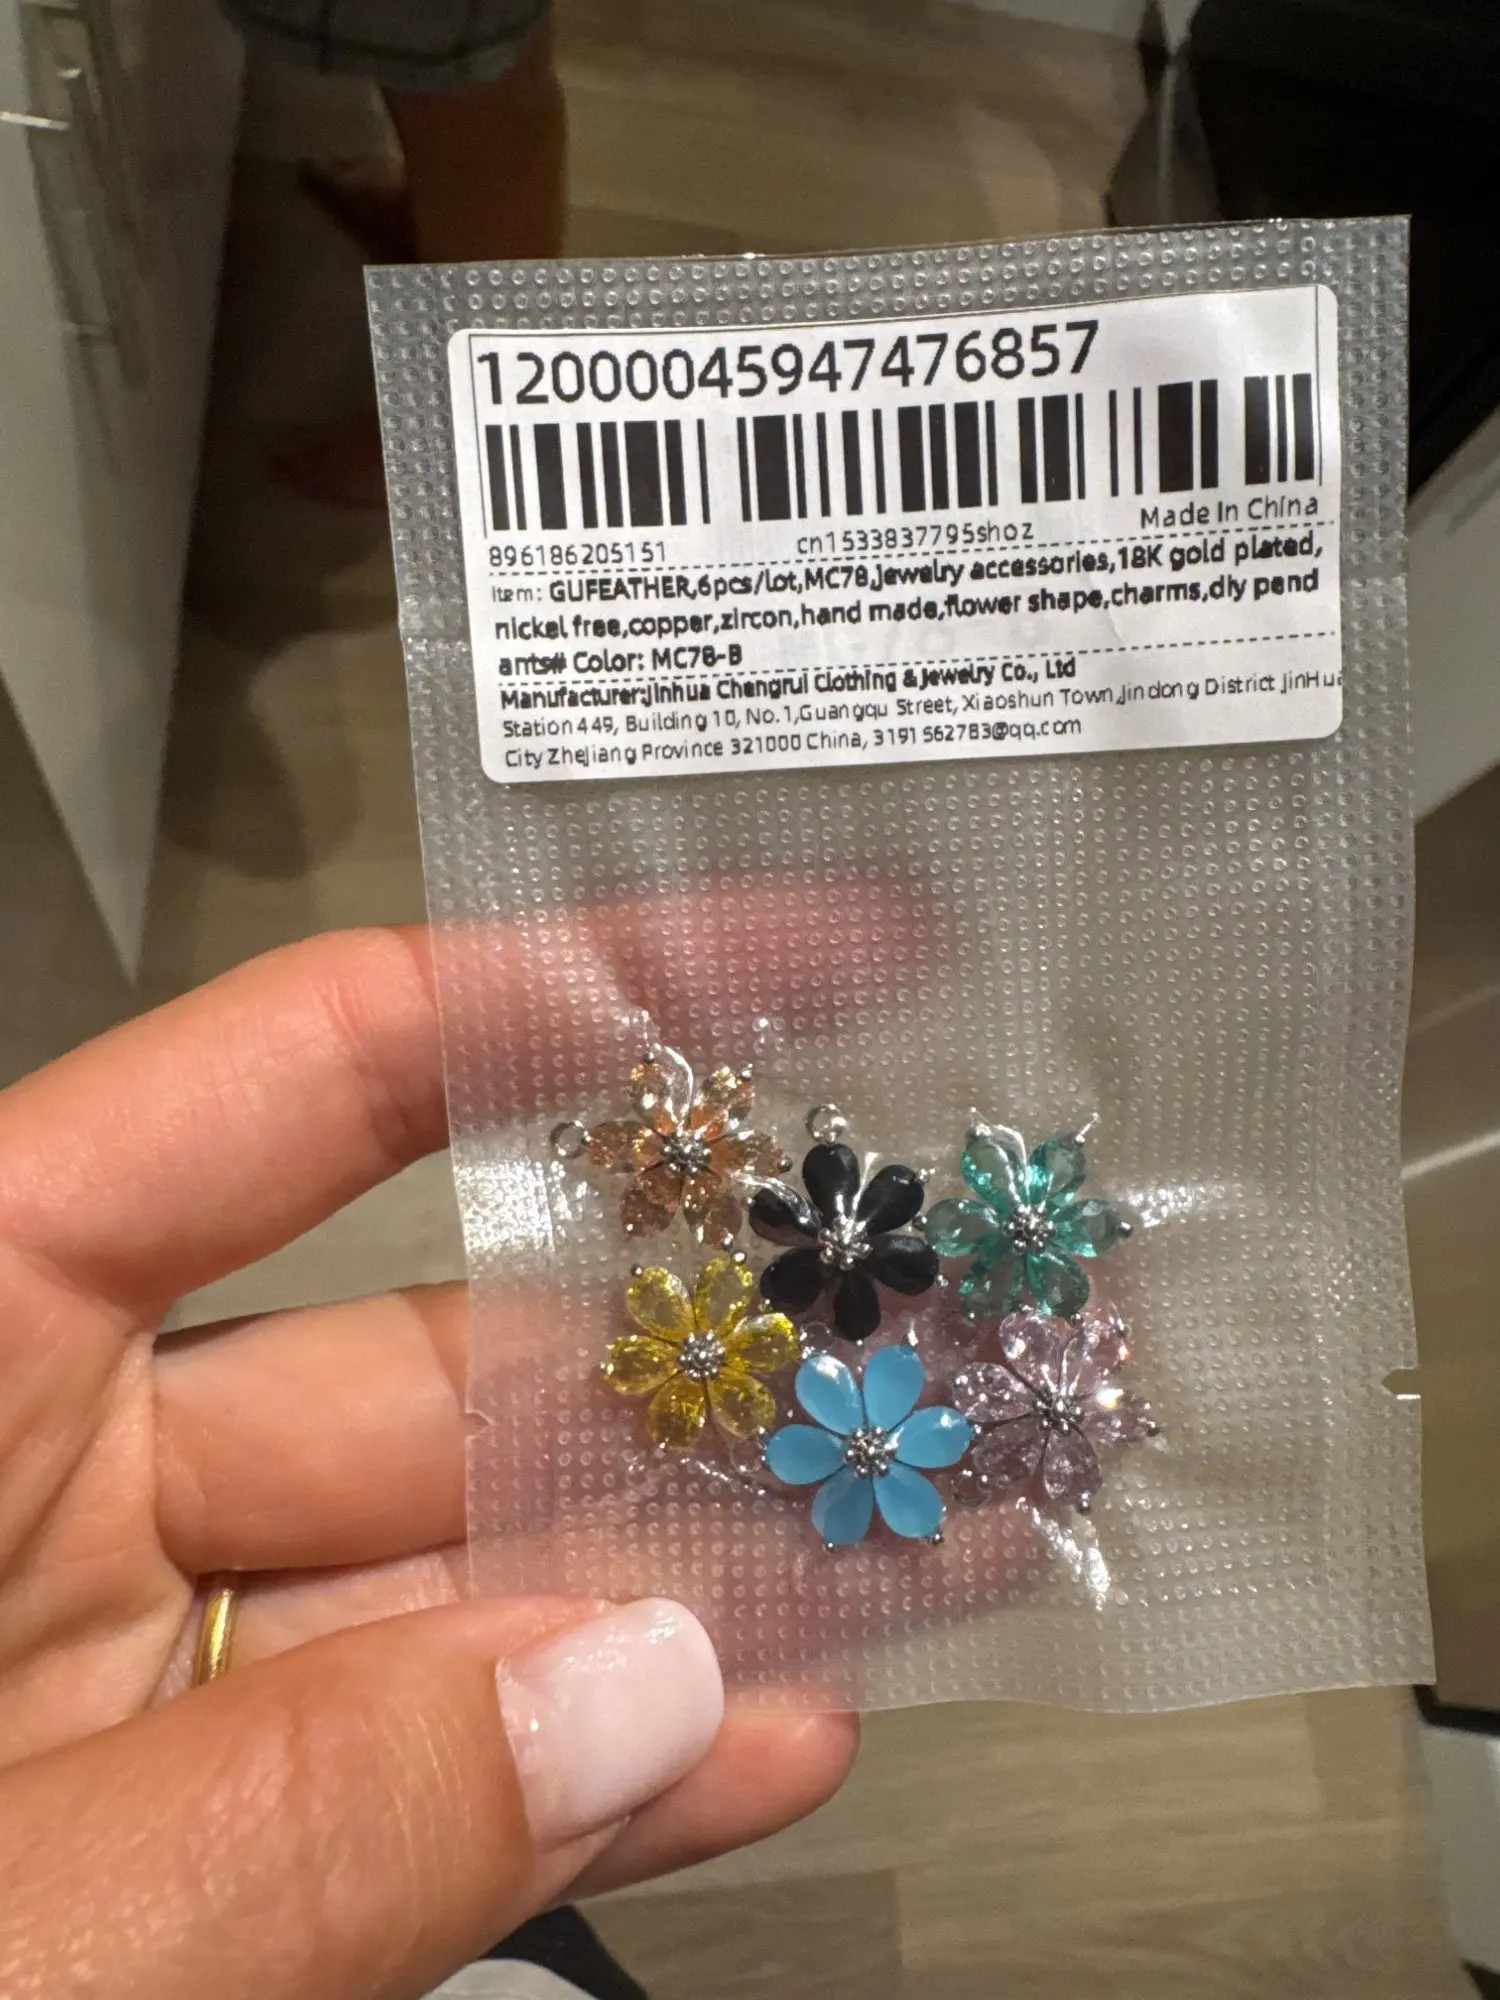 12000045947476857
896186205151 cn1533837795shoz Made In China
Item: GUFEATHER,6pcs/lot,MC78,jewelry accessories,18K gold plated,
nickel free,copper,zircon,hand made,flower shape,charms,diy pend
ants# Color: MC78-B
Manufacturer:Jinhua Chengrui Clothing & Jewelry Co., Ltd
Station 449, Building 10, No.1,Guangqu Street, Xiaoshun Town,Jindong District JinHua
City ZheJiang Province 321000 China, 3191562783@qq.com